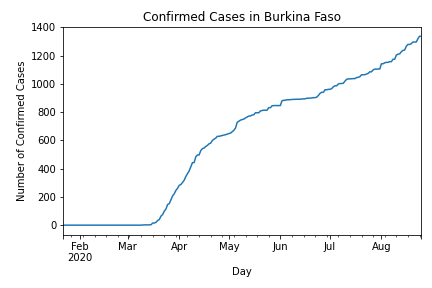 Confirmed Cases in Burkina Faso
Number of Confirmed Cases
1400
1200
1000
800
600
400
200
0
Feb Mar Apr May Jun Jul Aug
2020
Day